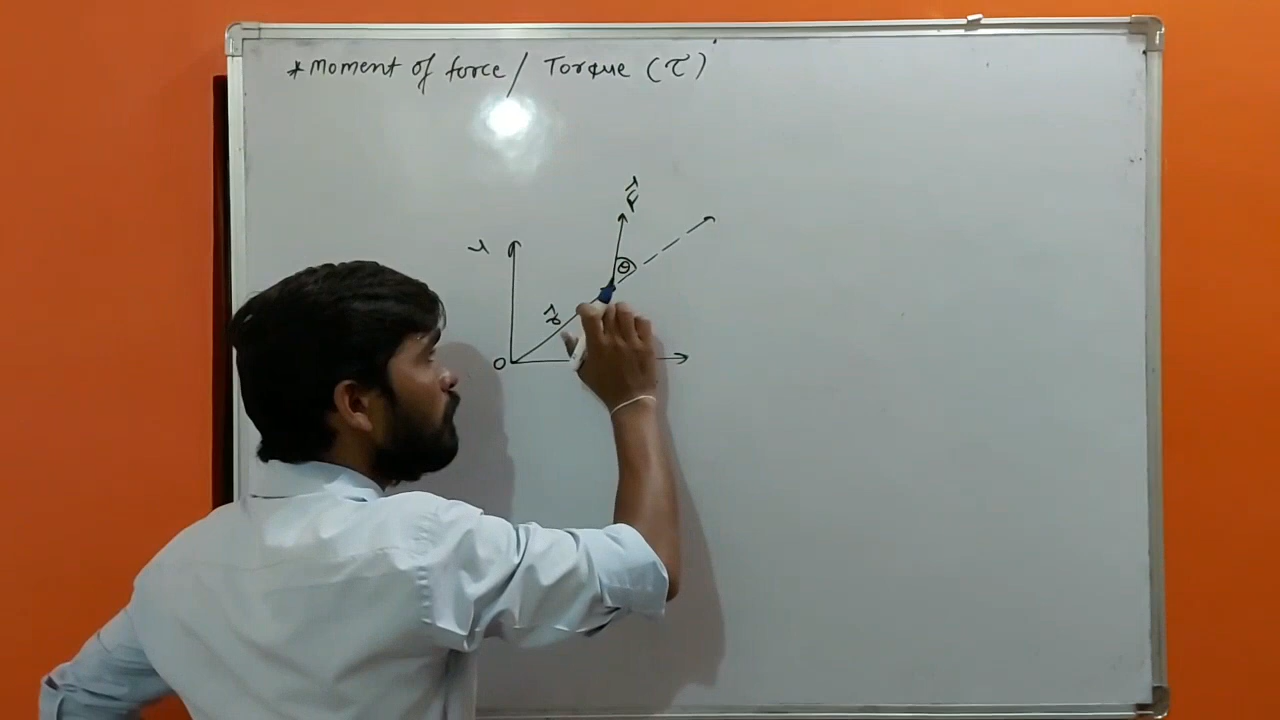 * Moment of force / Torque (τ)
F⃗
y
θ
r⃗
O